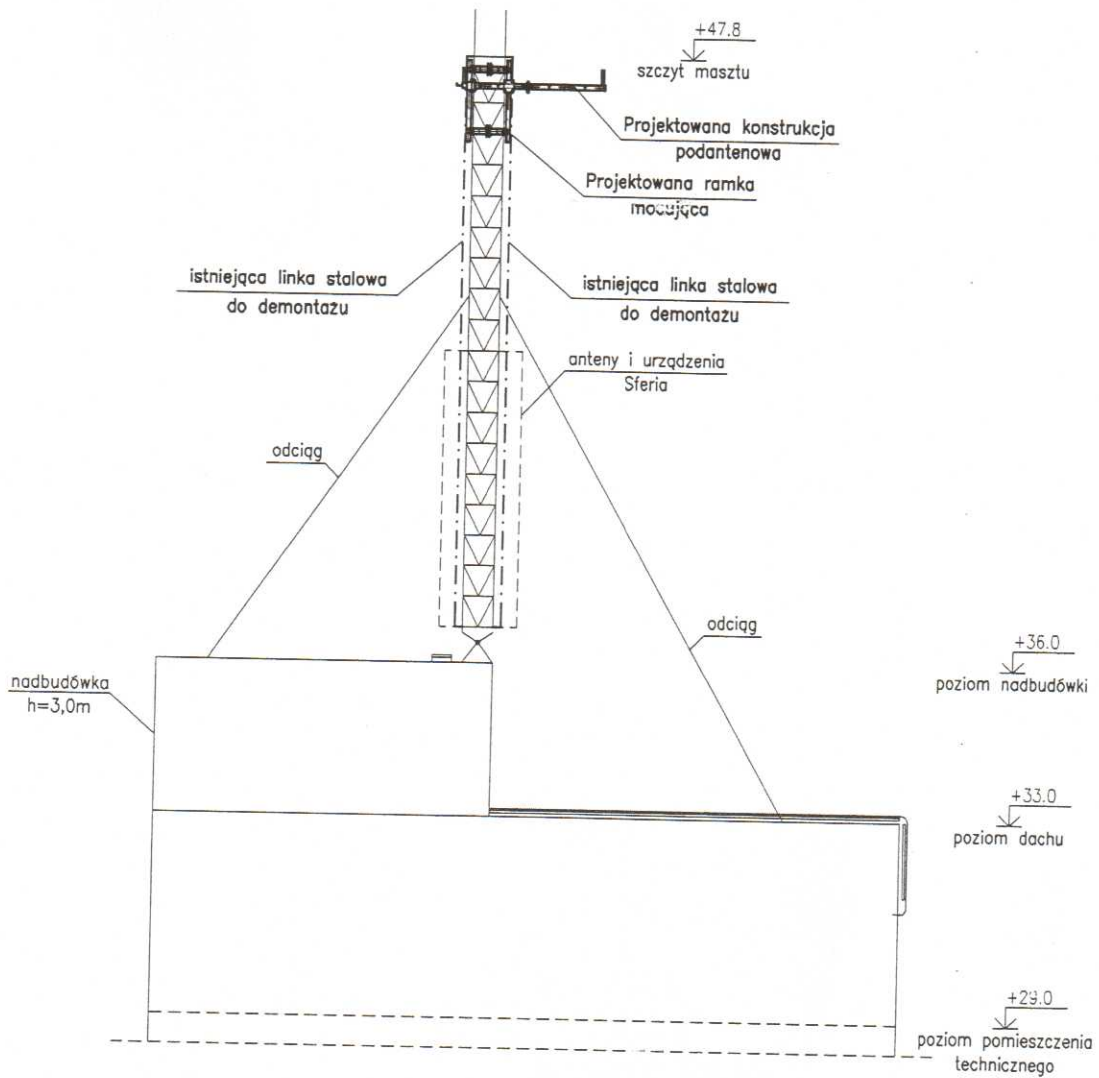 +47.8
szczyt masztu
Projektowana konstrukcja
podantenowa
Projektowana ramka
mocująca
istniejąca linka stalowa
do demontażu
istniejąca linka stalowa
do demontażu
anteny i urządzenia
Sferia
odciąg
odciąg
+36.0
poziom nadbudówki
nadbudówka
h=3,0m
+33.0
poziom dachu
+29.0
poziom pomieszczenia
technicznego